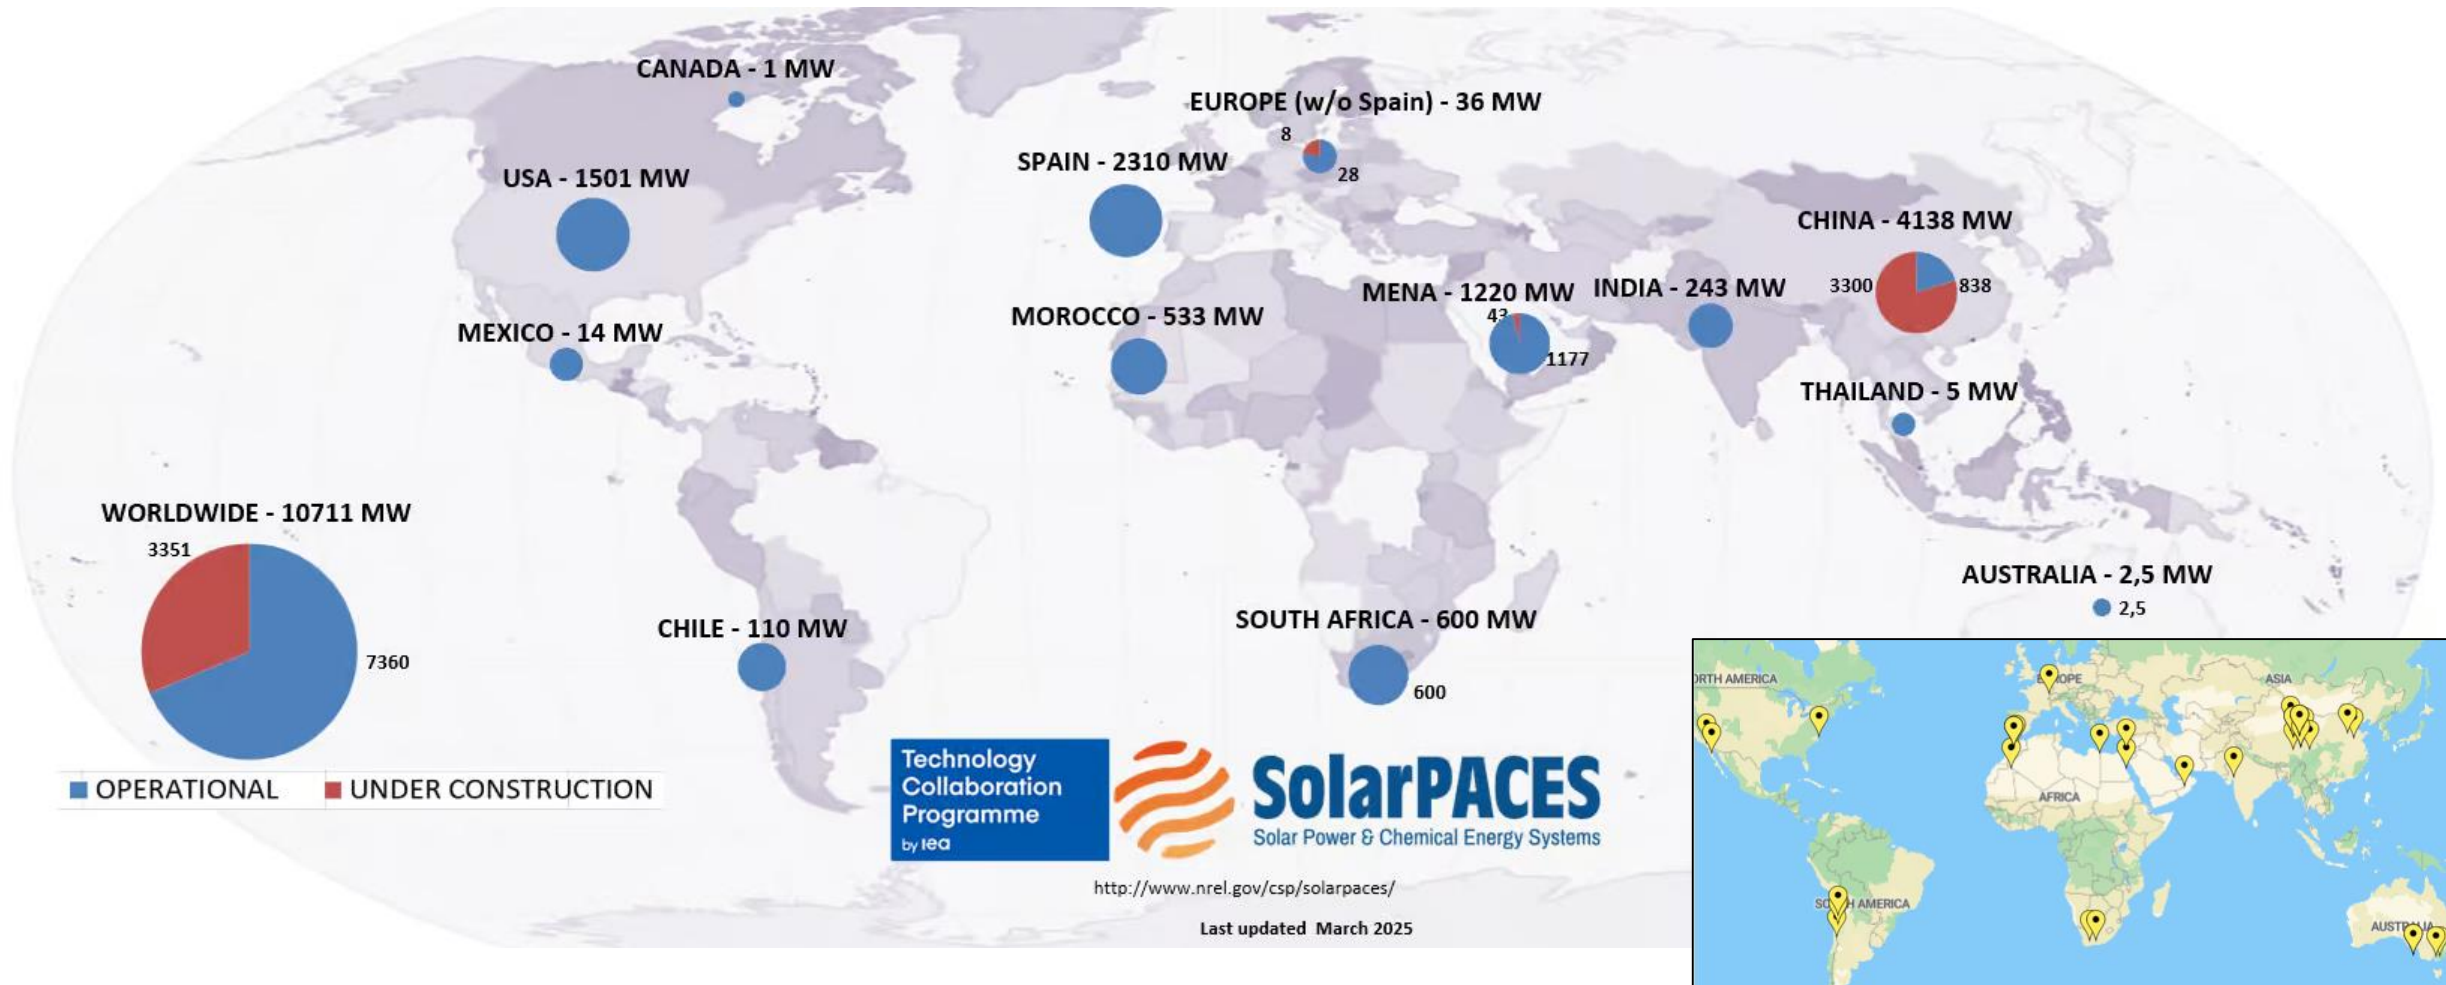 CANADA - 1 MW
EUROPE (w/o Spain) - 36 MW
8
28
SPAIN - 2310 MW
USA - 1501 MW
CHINA - 4138 MW
3300
838
MENA - 1220 MW
43
1177
INDIA - 243 MW
MOROCCO - 533 MW
MEXICO - 14 MW
THAILAND - 5 MW
WORLDWIDE - 10711 MW
3351
7360
AUSTRALIA - 2,5 MW
2,5
CHILE - 110 MW
SOUTH AFRICA - 600 MW
600
OPERATIONAL
UNDER CONSTRUCTION
Technology
Collaboration
Programme
by iea
SolarPACES
Solar Power & Chemical Energy Systems
http://www.nrel.gov/csp/solarpaces/
Last updated March 2025
ORTH AMERICA
ASIA
AFRICA